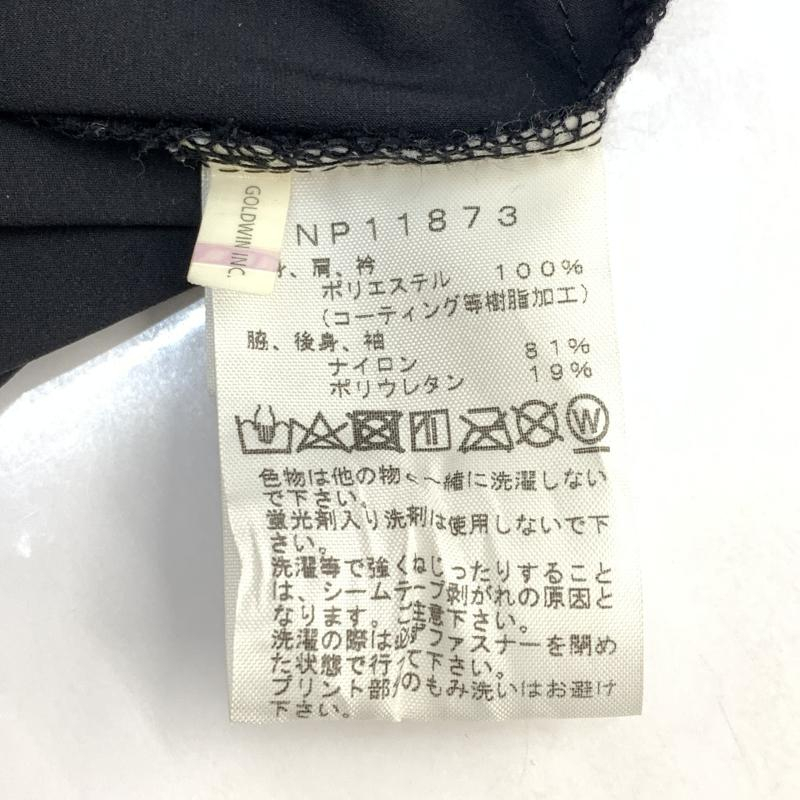 GOLDWIN INC.
NP11873
、肩、衿
ポリエステル 100%
(コーティング等樹脂加工)
脇、後身、袖
ナイロン 81%
ポリウレタン 19%
W
色物は他の物と一緒に洗濯しない
で下さい。
蛍光剤入り洗剤は使用しないで下
さい。
洗濯等で強くねじったりすること
は、シームテープ剥がれの原因と
なります。ご注意下さい。
洗濯の際は必ずファスナーを閉め
た状態で行って下さい。
プリント部分のもみ洗いはお避け
下さい。